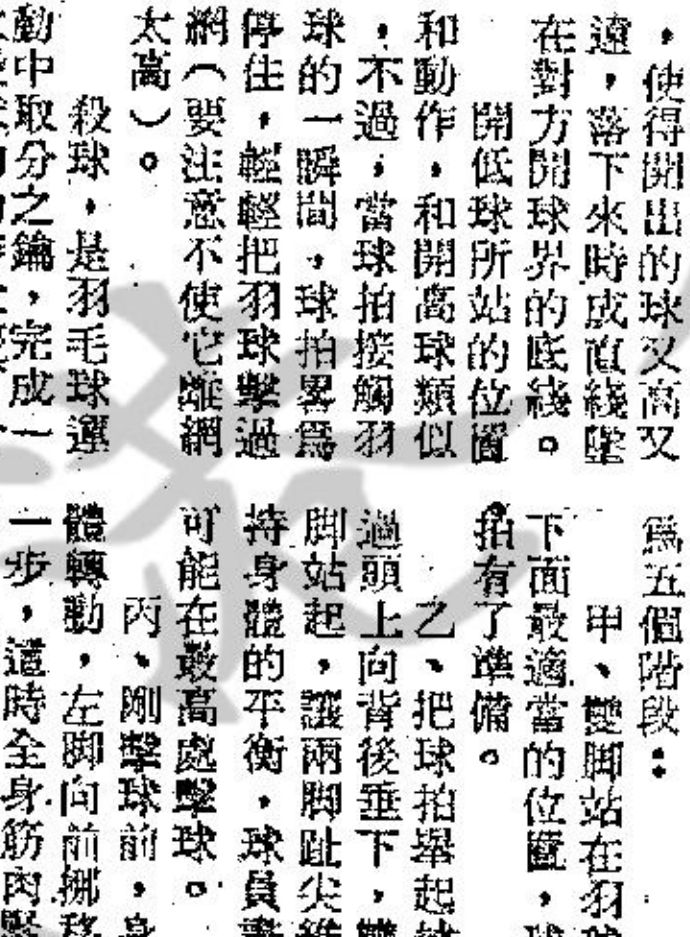 ，使得開出的球又高又
遠，落下來時成直綫墜
在對方開球界的底綫。
開低球所站的位置
和動作，和開高球類似
，不過，當球拍接觸羽
球的一瞬間，球拍畧爲
停住，輕輕把羽球擊過
網（要注意不使它離網
太高）。
殺球，是羽毛球運
動中取分之鑰，完成一
爲五個階段：
甲、雙脚站在羽
下面最適當的位置，球
拍有了準備。
乙、把球拍舉起
過頭上向背後垂下，雙
脚站起，讓兩脚趾尖維
持身體的平衡，球員
可能在最高處擊球。
丙、剛擊球前，身
體轉動，左脚向前挪移
一步，這時全身筋肉緊